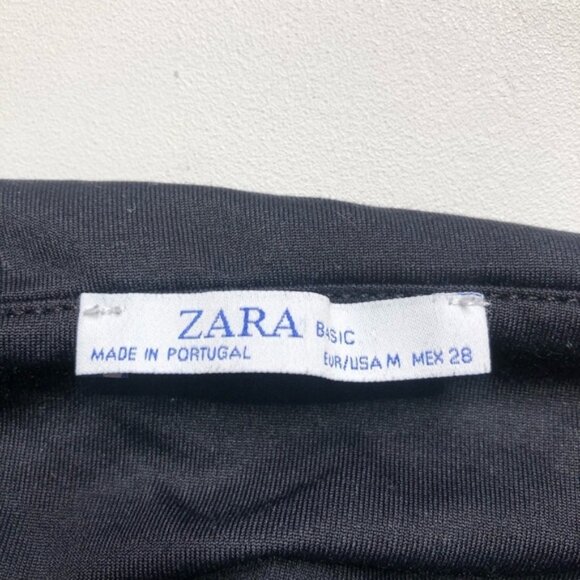 ZARA BASIC
MADE IN PORTUGAL EUR/USA M MEX 28